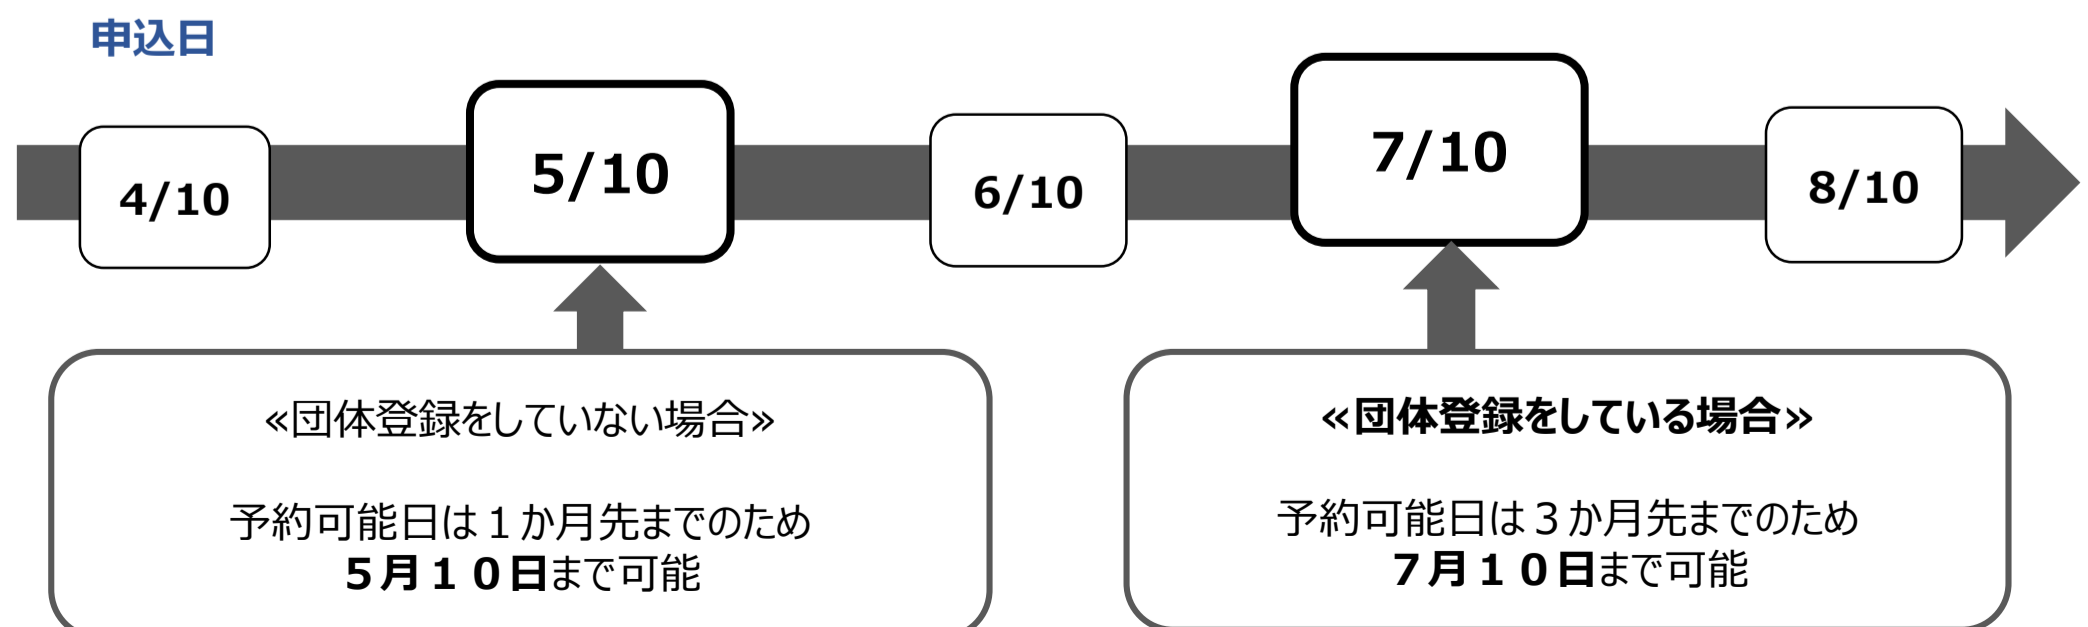 申込日
4/10
5/10
6/10
7/10
8/10
«団体登録をしていない場合»
予約可能日は１か月先までのため
５月１０日まで可能
«団体登録をしている場合»
予約可能日は３か月先までのため
７月１０日まで可能